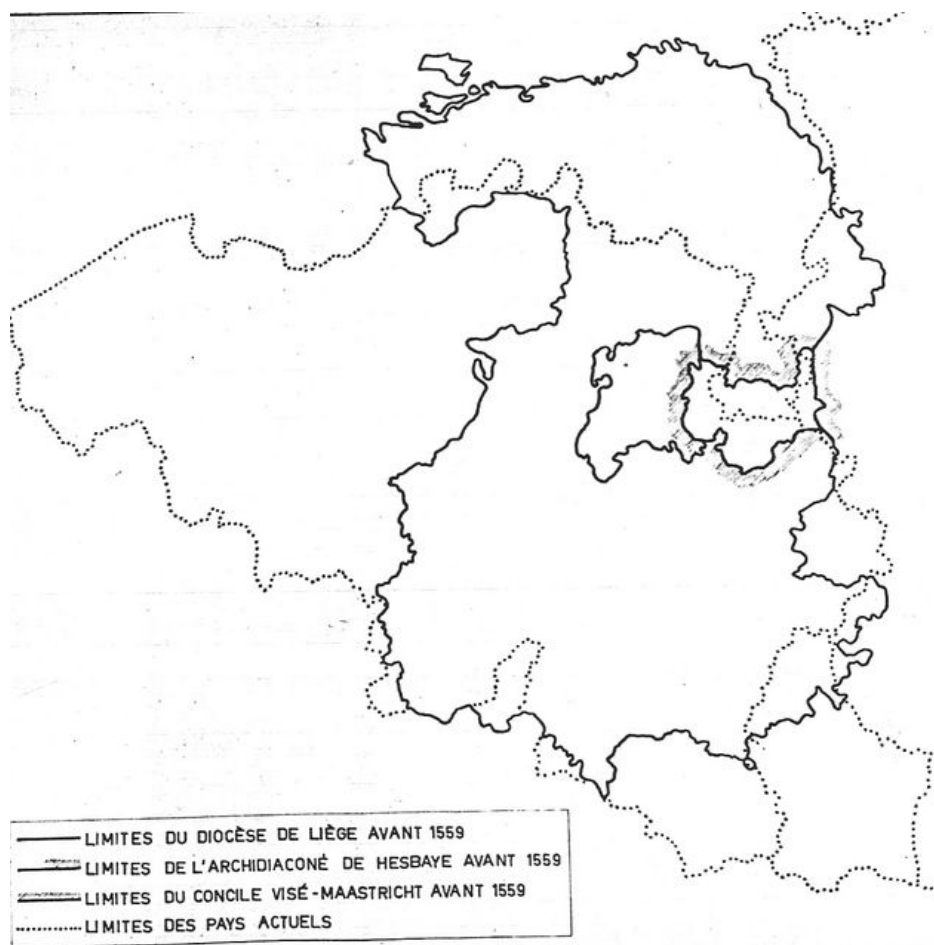 LIMITES DU DIOCÈSE DE LIÈGE AVANT 1559
LIMITES DE L'ARCHIDIACONÉ DE HESBAYE AVANT 1559
LIMITES DU CONCILE VISÉ-MAASTRICHT AVANT 1559
LIMITES DES PAYS ACTUELS